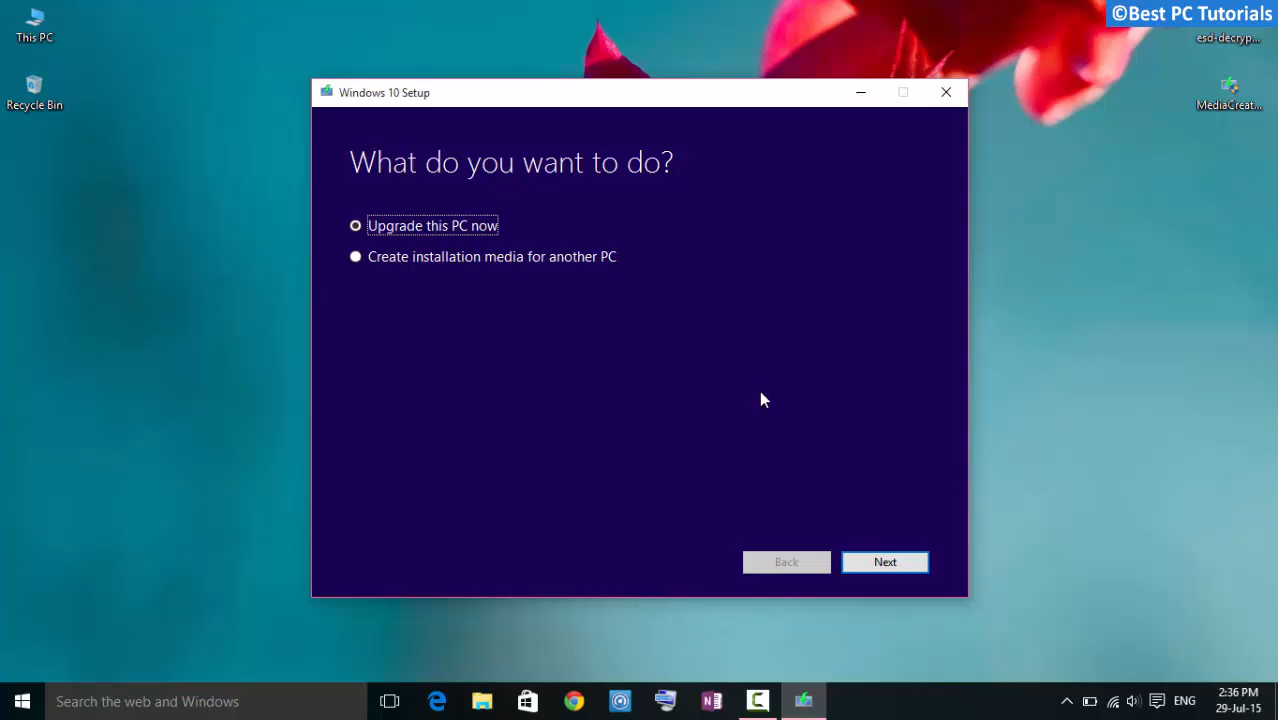 ©Best PC Tutorials
This PC
esd-decryp...
Recycle Bin
MediaCreat...
Windows 10 Setup
What do you want to do?
Upgrade this PC now
Create installation media for another PC
Back
Next
Search the web and Windows
ENG
2:36 PM
29-Jul-15